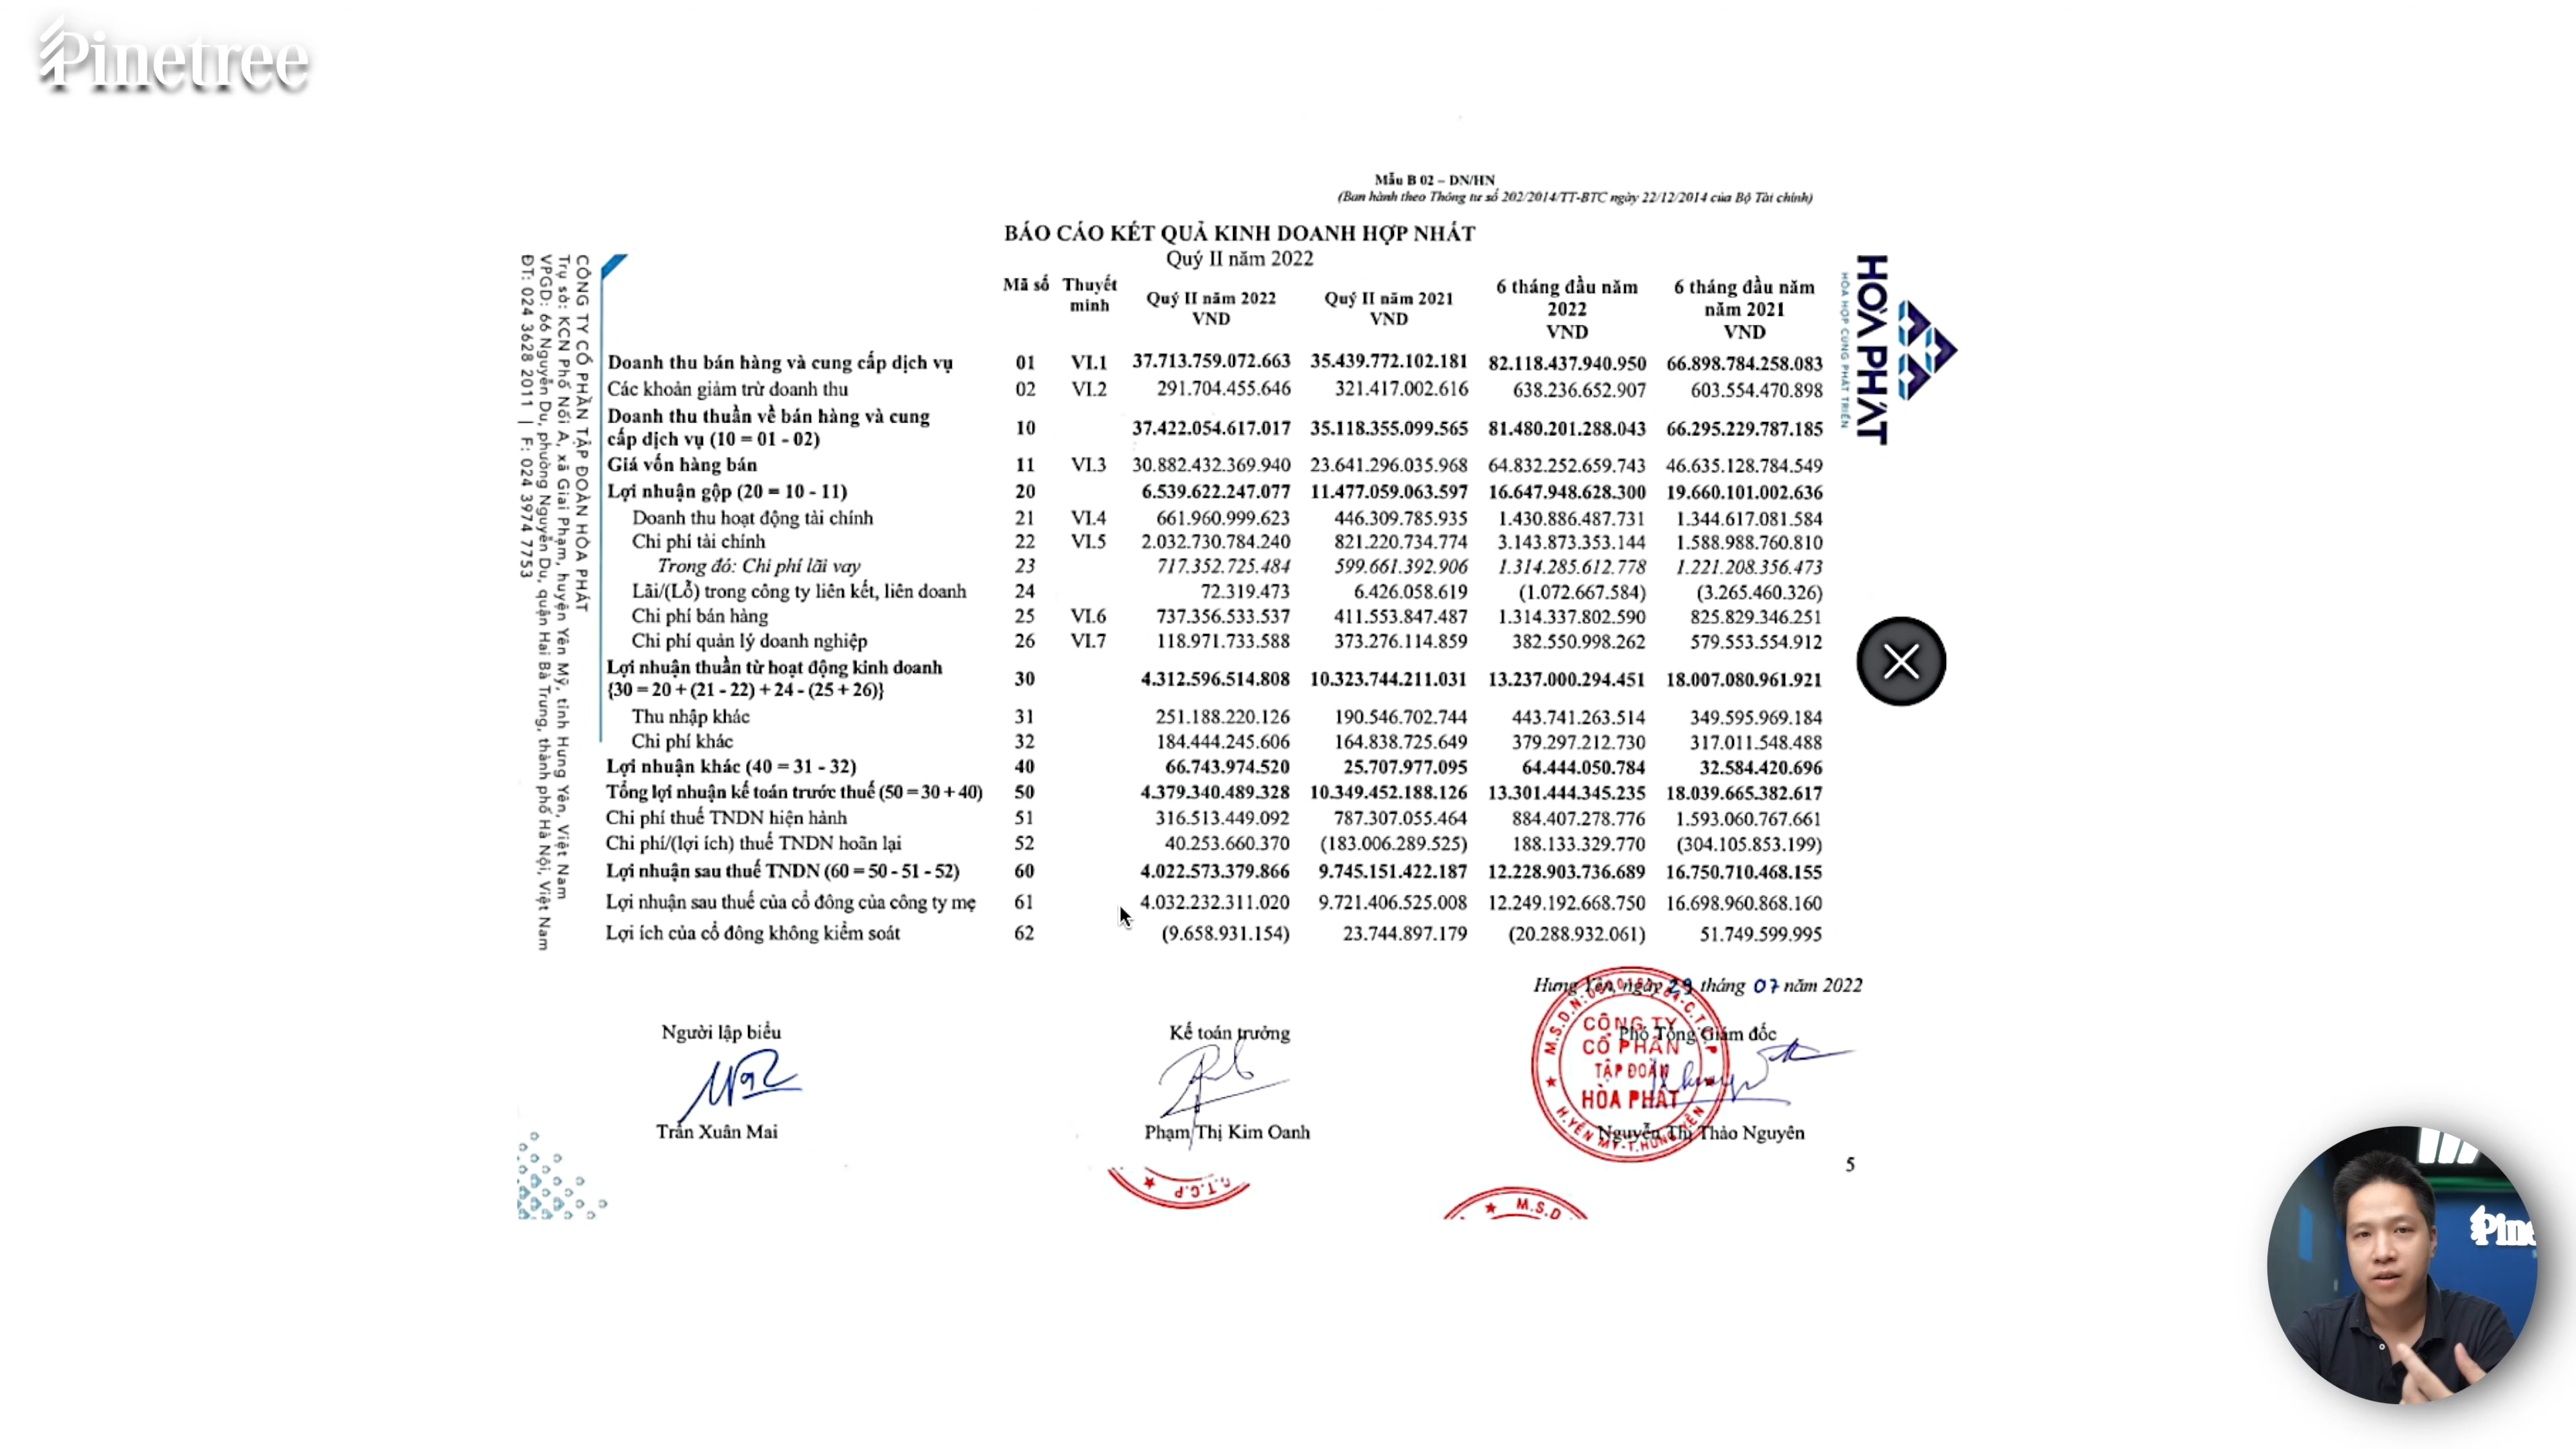 Pinetree
Mẫu B 02 – DN/HN
(Ban hành theo Thông tư số 202/2014/TT-BTC ngày 22/12/2014 của Bộ Tài chính)
BÁO CÁO KẾT QUẢ KINH DOANH HỢP NHẤT
Quý II năm 2022
Mã số Thuyết minh Quý II năm 2022 VND Quý II năm 2021 VND 6 tháng đầu năm 2022 VND 6 tháng đầu năm năm 2021 VND
Doanh thu bán hàng và cung cấp dịch vụ 01 VI.1 37.713.759.072.663 35.439.772.102.181 82.118.437.940.950 66.898.784.258.083
Các khoản giảm trừ doanh thu 02 VI.2 291.704.455.646 321.417.002.616 638.236.652.907 603.554.470.898
Doanh thu thuần về bán hàng và cung
cấp dịch vụ (10 = 01 - 02) 10 37.422.054.617.017 35.118.355.099.565 81.480.201.288.043 66.295.229.787.185
Giá vốn hàng bán 11 VI.3 30.882.432.369.940 23.641.296.035.968 64.832.252.659.743 46.635.128.784.549
Lợi nhuận gộp (20 = 10 - 11) 20 6.539.622.247.077 11.477.059.063.597 16.647.948.628.300 19.660.101.002.636
Doanh thu hoạt động tài chính 21 VI.4 661.960.999.623 446.309.785.935 1.430.886.487.731 1.344.617.081.584
Chi phí tài chính 22 VI.5 2.032.730.784.240 821.220.734.774 3.143.873.353.144 1.588.988.760.810
Trong đó: Chi phí lãi vay 23 717.352.725.484 599.661.392.906 1.314.285.612.778 1.221.208.356.473
Lãi/(Lỗ) trong công ty liên kết, liên doanh 24 72.319.473 6.426.058.619 (1.072.667.584) (3.265.460.326)
Chi phí bán hàng 25 VI.6 737.356.533.537 411.553.847.487 1.314.337.802.590 825.829.346.251
Chi phí quản lý doanh nghiệp 26 VI.7 118.971.733.588 373.276.114.859 382.550.998.262 579.553.554.912
Lợi nhuận thuần từ hoạt động kinh doanh
{30 = 20 + (21 - 22) + 24 - (25 + 26)} 30 4.312.596.514.808 10.323.744.211.031 13.237.000.294.451 18.007.080.961.921
Thu nhập khác 31 251.188.220.126 190.546.702.744 443.741.263.514 349.595.969.184
Chi phí khác 32 184.444.245.606 164.838.725.649 379.297.212.730 317.011.548.488
Lợi nhuận khác (40 = 31 - 32) 40 66.743.974.520 25.707.977.095 64.444.050.784 32.584.420.696
Tổng lợi nhuận kế toán trước thuế (50 = 30 + 40) 50 4.379.340.489.328 10.349.452.188.126 13.301.444.345.235 18.039.665.382.617
Chi phí thuế TNDN hiện hành 51 316.513.449.092 787.307.055.464 884.407.278.776 1.593.060.767.661
Chi phí/(lợi ích) thuế TNDN hoãn lại 52 40.253.660.370 (183.006.289.525) 188.133.329.770 (304.105.853.199)
Lợi nhuận sau thuế TNDN (60 = 50 - 51 - 52) 60 4.022.573.379.866 9.745.151.422.187 12.228.903.736.689 16.750.710.468.155
Lợi nhuận sau thuế của cổ đông của công ty mẹ 61 4.032.232.311.020 9.721.406.525.008 12.249.192.668.750 16.698.960.868.160
Lợi ích của cổ đông không kiểm soát 62 (9.658.931.154) 23.744.897.179 (20.288.932.061) 51.749.599.995
Hưng Yên, ngày 29 tháng 07 năm 2022
Người lập biểu Kế toán trưởng Phó Tổng Giám đốc
CÔNG TY
CỔ PHẦN
TẬP ĐOÀN
HÒA PHÁT
H.YÊN MỸ-T.HƯNG YÊN
Trần Xuân Mai Phạm Thị Kim Oanh Nguyễn Thị Thảo Nguyên
5
C.T.C.P
M.S.D
CÔNG TY CỔ PHẦN TẬP ĐOÀN HÒA PHÁT
Trụ sở: KCN Phố Nối A, xã Giai Phạm, huyện Yên Mỹ, tỉnh Hưng Yên, Việt Nam
VPGD: 66 Nguyễn Du, phường Nguyễn Du, quận Hai Bà Trưng, thành phố Hà Nội, Việt Nam
ĐT: 024 3628 2011 | F: 024 3974 7753
HÒA PHÁT
HÒA HỢP CÙNG PHÁT TRIỂN
Pine